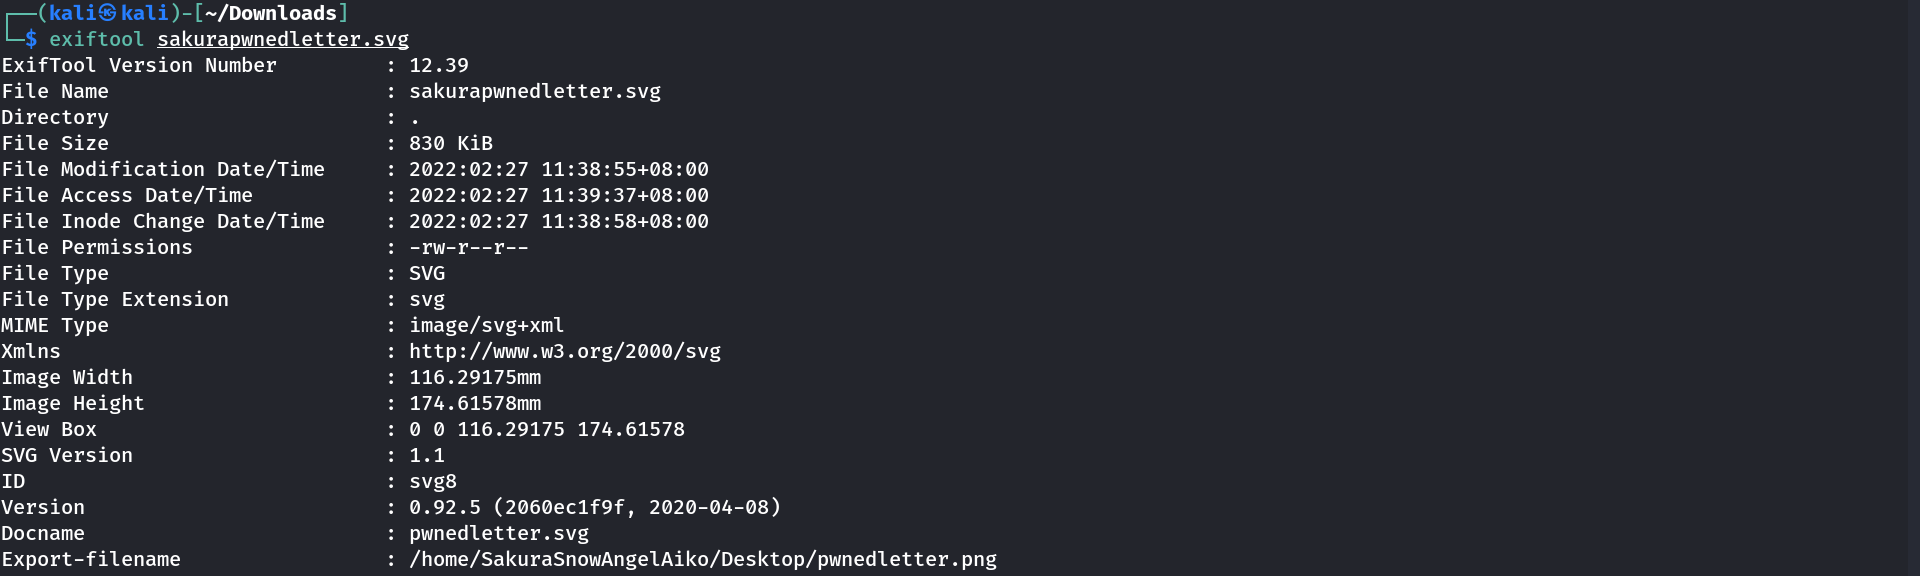 ┌──(kali㉿kali)-[~/Downloads]
└─$ exiftool sakurapwnedletter.svg
ExifTool Version Number         : 12.39
File Name                       : sakurapwnedletter.svg
Directory                       : .
File Size                       : 830 KiB
File Modification Date/Time     : 2022:02:27 11:38:55+08:00
File Access Date/Time           : 2022:02:27 11:39:37+08:00
File Inode Change Date/Time     : 2022:02:27 11:38:58+08:00
File Permissions                : -rw-r--r--
File Type                       : SVG
File Type Extension             : svg
MIME Type                       : image/svg+xml
Xmlns                           : http://www.w3.org/2000/svg
Image Width                     : 116.29175mm
Image Height                    : 174.61578mm
View Box                        : 0 0 116.29175 174.61578
SVG Version                     : 1.1
ID                              : svg8
Version                         : 0.92.5 (2060ec1f9f, 2020-04-08)
Docname                         : pwnedletter.svg
Export-filename                 : /home/SakuraSnowAngelAiko/Desktop/pwnedletter.png